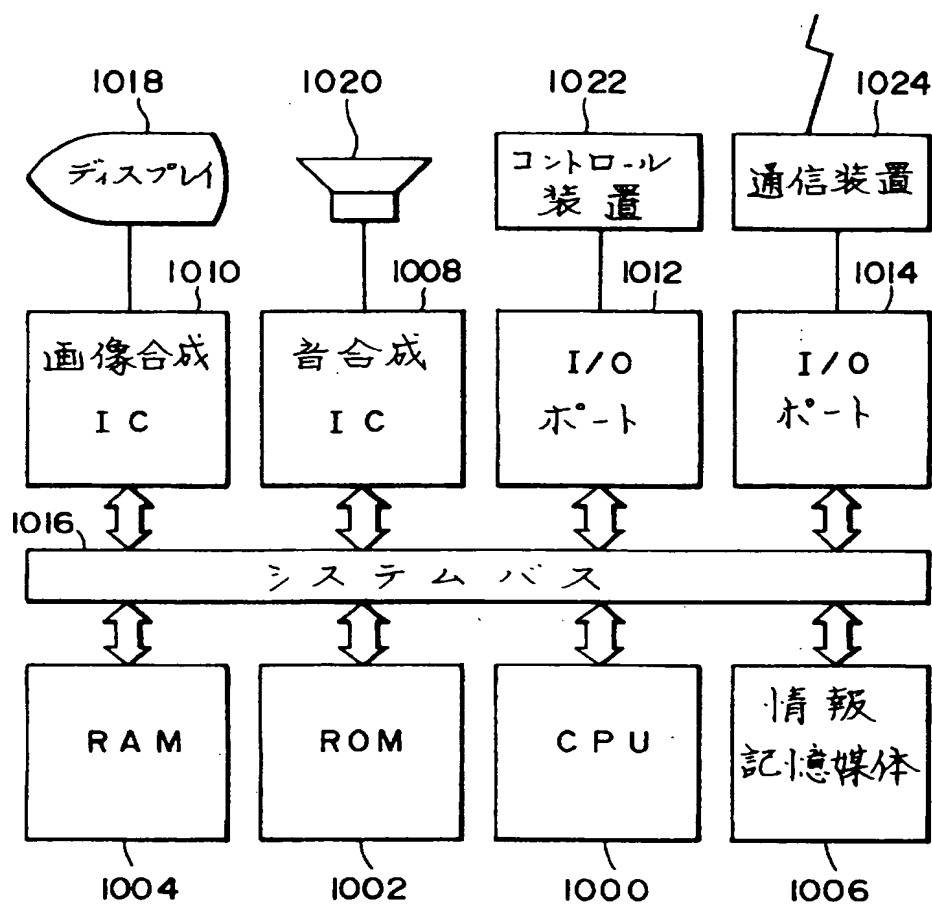 1018 1020 1022 1024
ディスプレイ
コントロール
装置
通信装置
1010 1008 1012 1014
画像合成
IC
音合成
IC
I/O
ポート
I/O
ポート
1016
システムバス
RAM
ROM
CPU
情報
記憶媒体
1004 1002 1000 1006